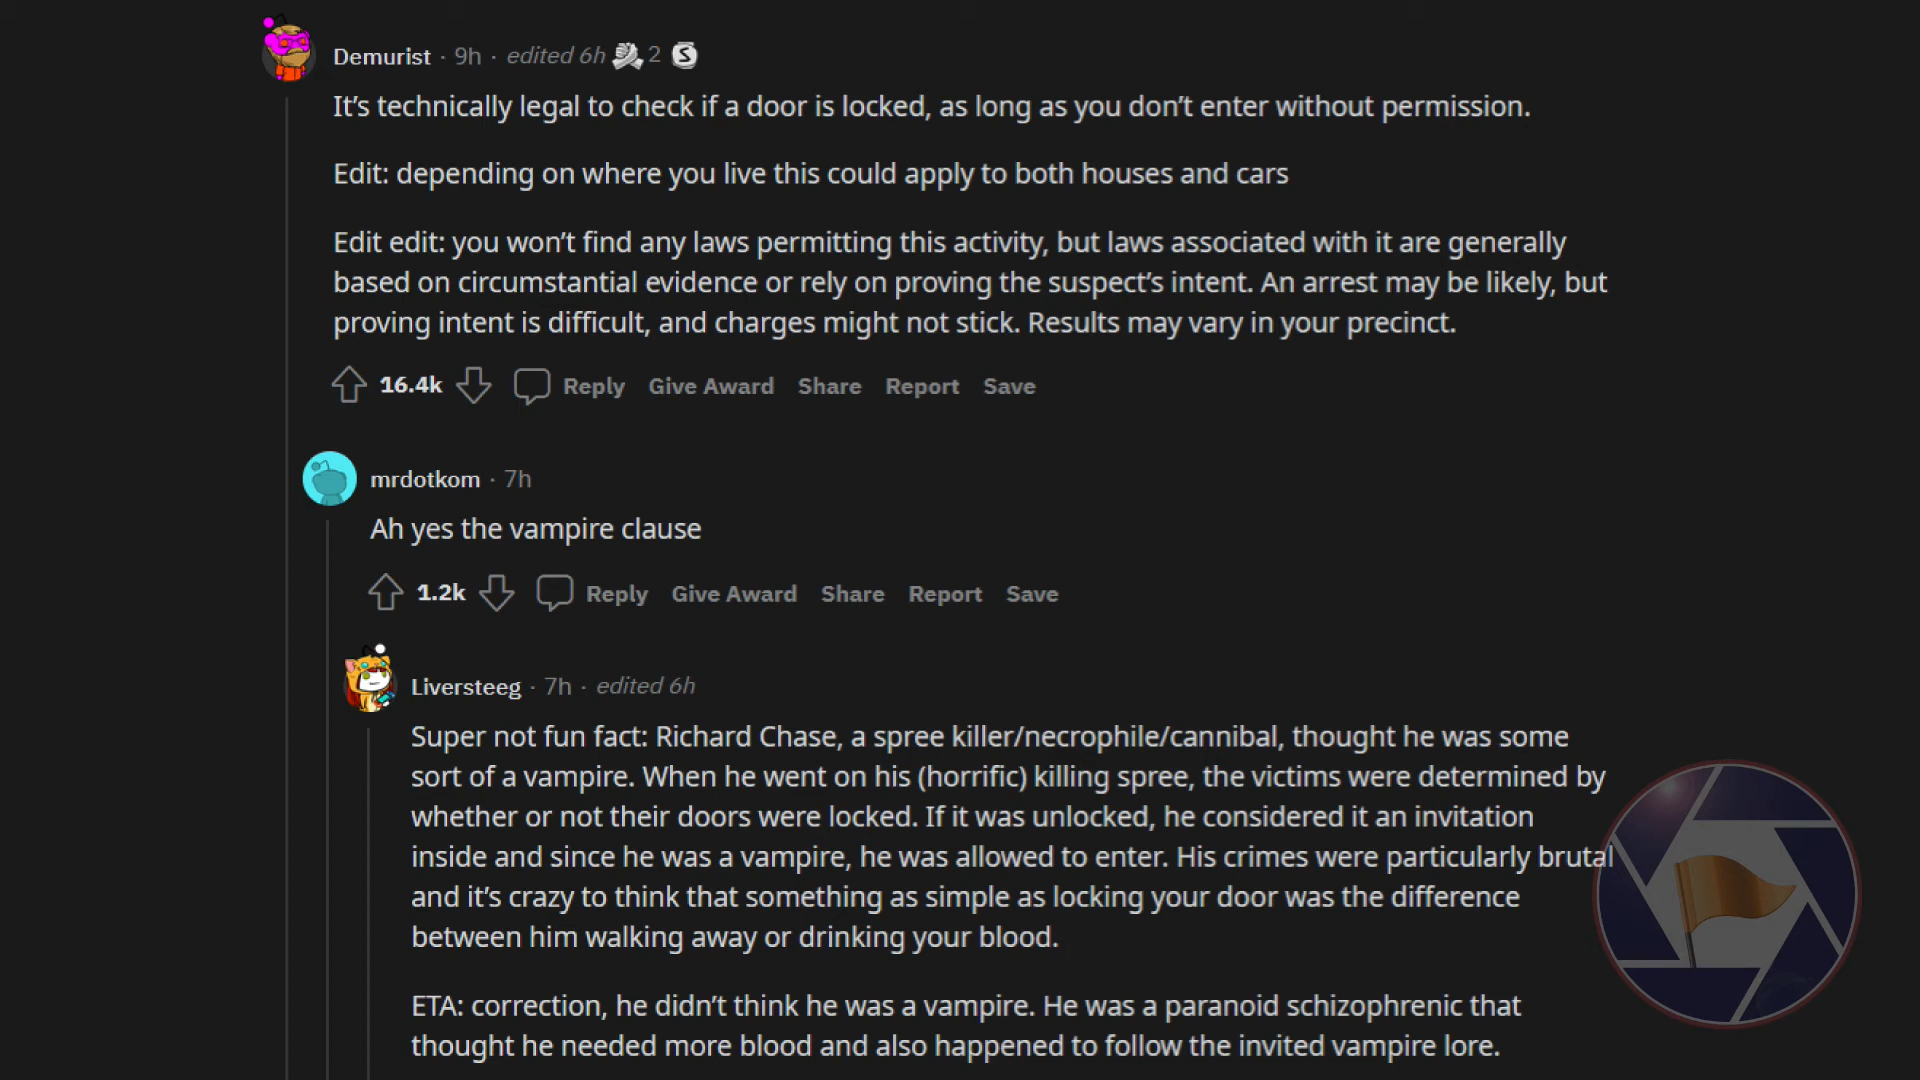 Demurist · 9h · edited 6h 2 S
It's technically legal to check if a door is locked, as long as you don't enter without permission.
Edit: depending on where you live this could apply to both houses and cars
Edit edit: you won't find any laws permitting this activity, but laws associated with it are generally
based on circumstantial evidence or rely on proving the suspect's intent. An arrest may be likely, but
proving intent is difficult, and charges might not stick. Results may vary in your precinct.
16.4k Reply Give Award Share Report Save
mrdotkom · 7h
Ah yes the vampire clause
1.2k Reply Give Award Share Report Save
Liversteeg · 7h · edited 6h
Super not fun fact: Richard Chase, a spree killer/necrophile/cannibal, thought he was some
sort of a vampire. When he went on his (horrific) killing spree, the victims were determined by
whether or not their doors were locked. If it was unlocked, he considered it an invitation
inside and since he was a vampire, he was allowed to enter. His crimes were particularly brutal
and it's crazy to think that something as simple as locking your door was the difference
between him walking away or drinking your blood.
ETA: correction, he didn't think he was a vampire. He was a paranoid schizophrenic that
thought he needed more blood and also happened to follow the invited vampire lore.